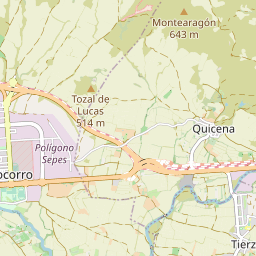 Montearagón
643 m
Tozal de
Lucas
514 m
Quicena
Polígono
Sepes
ocorro
Tierz